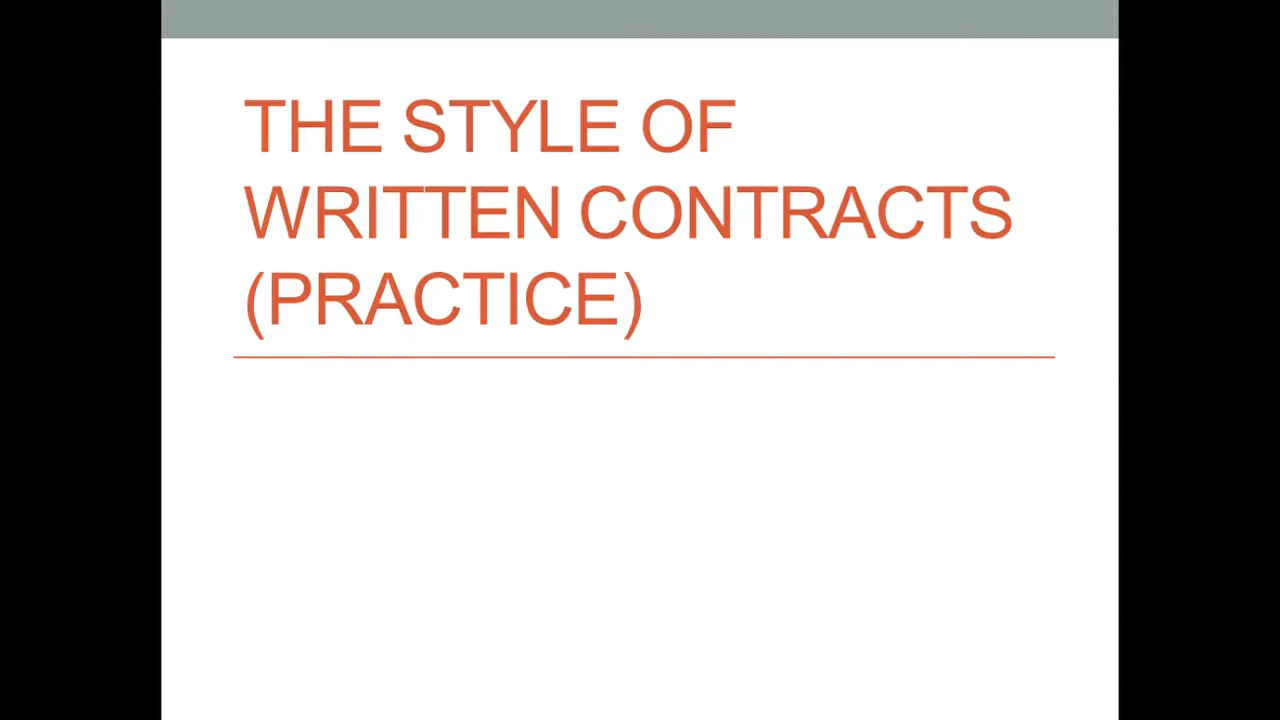 THE STYLE OF
WRITTEN CONTRACTS
(PRACTICE)